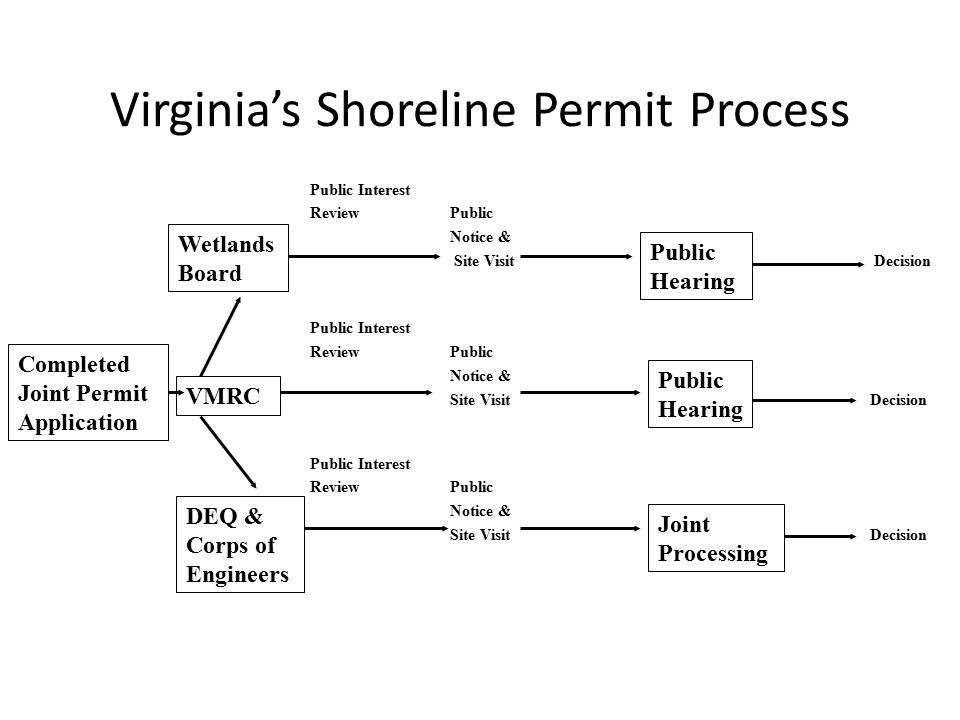 Virginia’s Shoreline Permit Process
Public Interest
Review
Public
Notice &
Site Visit
Wetlands
Board
Public
Hearing
Decision
Completed
Joint Permit
Application
VMRC
Public Interest
Review
Public
Notice &
Site Visit
Public
Hearing
Decision
DEQ &
Corps of
Engineers
Public Interest
Review
Public
Notice &
Site Visit
Joint
Processing
Decision